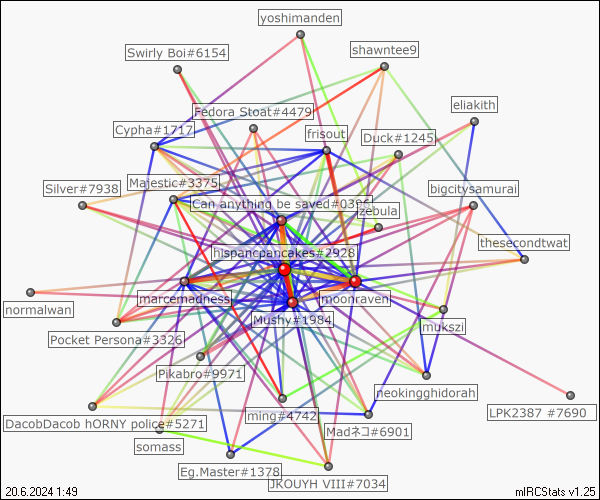 yoshimanden
shawntee9
Swirly Boi#6154
eliakith
Fedora Stoat#4479
Cypha#1717
frisout
Duck#1245
Majestic#3375
Silver#7938
bigcitysamurai
Can anything be saved#0396
zebula
thesecondtwat
hispancpancakes#2928
marcemadness
moonraven
normalwan
Mushy#1984
mukszi
Pocket Persona#3326
Pikabro#9971
neokingghidorah
LPK2387 #7690
DacobDacob hORNY police#5271
ming#4742
Madネコ#6901
somass
Eg.Master#1378
JKOUYH VIII#7034
20.6.2024 1:49
mIRCStats v1.25